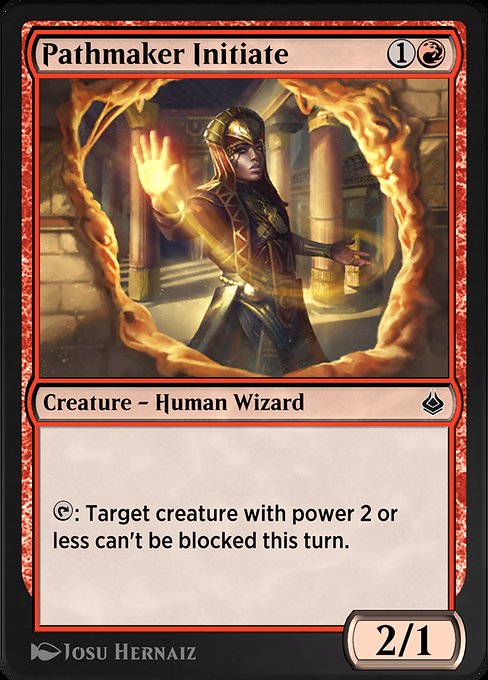 Pathmaker Initiate 1
Creature – Human Wizard
: Target creature with power 2 or
less can't be blocked this turn.
2/1
Josu Hernaiz